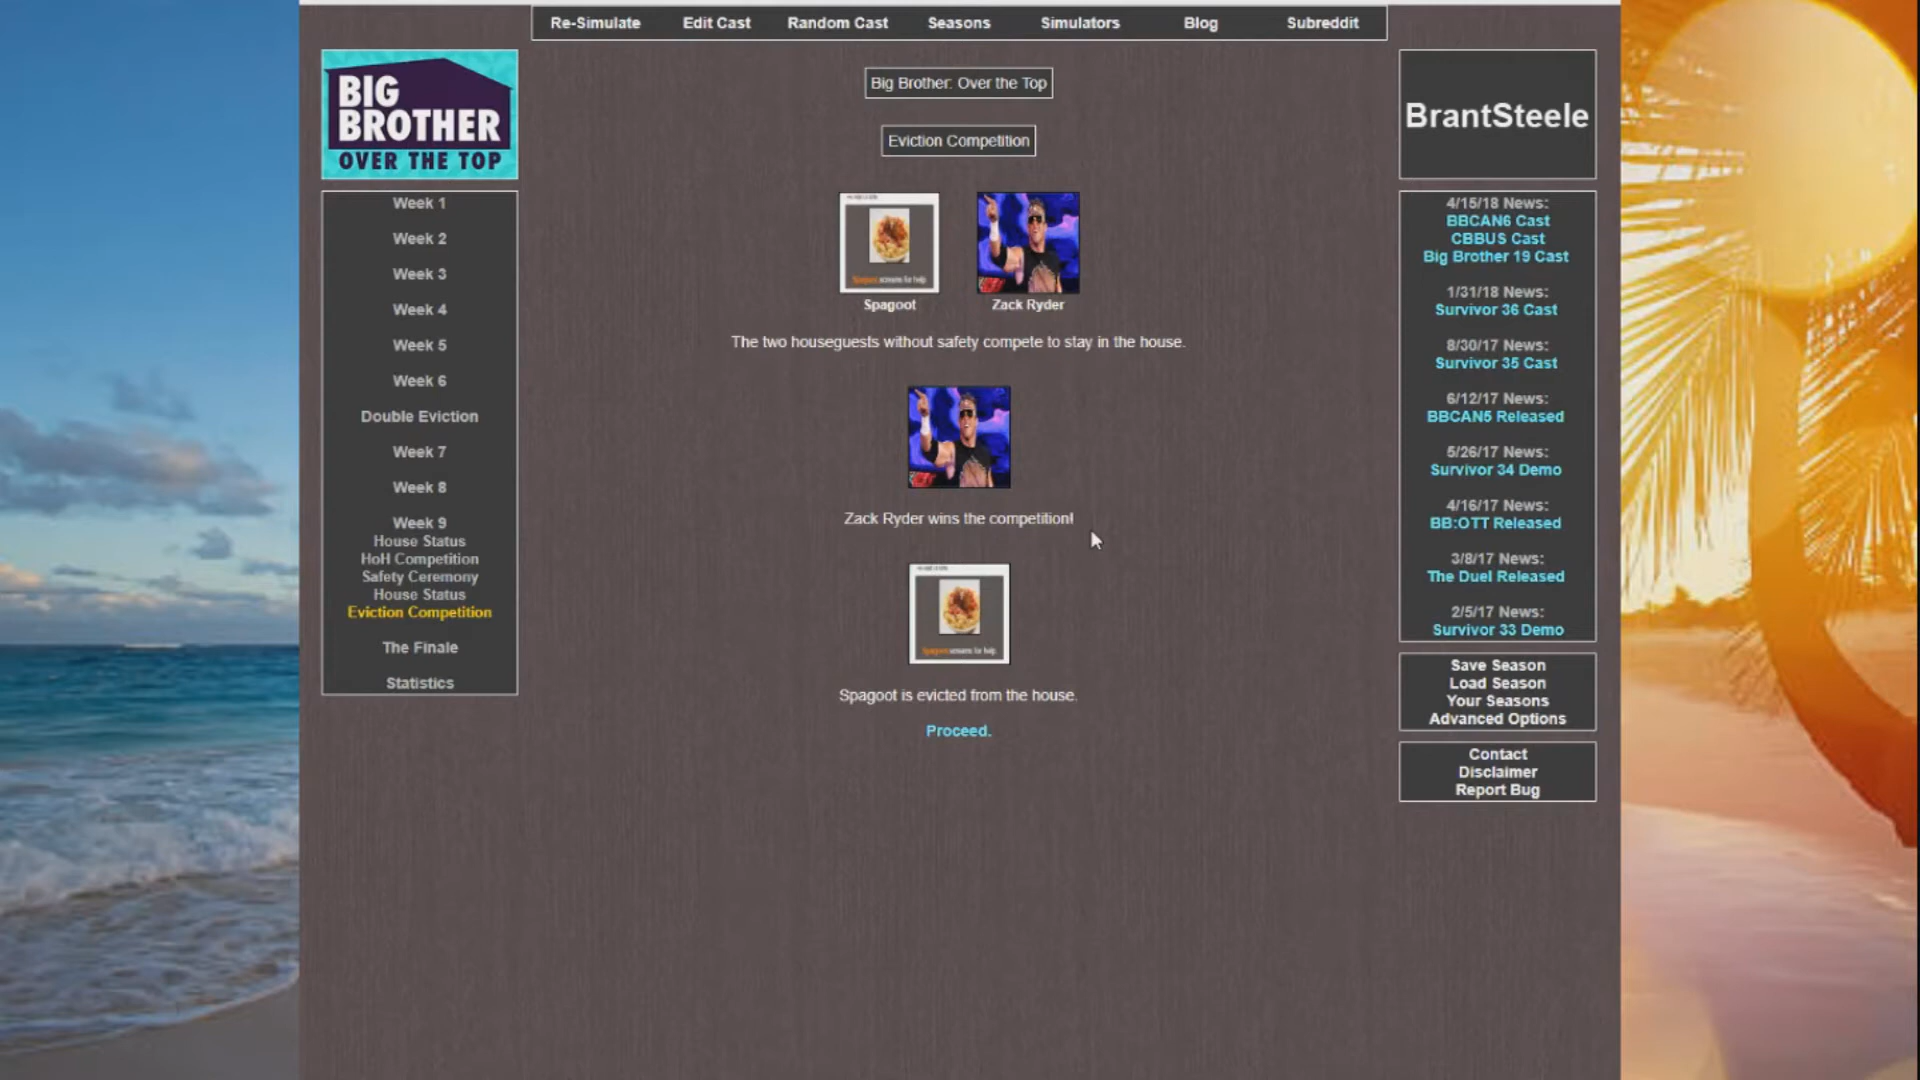 Re-Simulate Edit Cast Random Cast Seasons Simulators Blog Subreddit
BIG
BROTHER
OVER THE TOP
Week 1
Week 2
Week 3
Week 4
Week 5
Week 6
Double Eviction
Week 7
Week 8
Week 9
House Status
HoH Competition
Safety Ceremony
House Status
Eviction Competition
The Finale
Statistics
Big Brother: Over the Top
Eviction Competition
Spagoot screams for help.
Spagoot Zack Ryder
The two houseguests without safety compete to stay in the house.
Zack Ryder wins the competition!
Spagoot screams for help.
Spagoot is evicted from the house.
Proceed.
BrantSteele
4/15/18 News:
BBCAN6 Cast
CBBUS Cast
Big Brother 19 Cast
1/31/18 News:
Survivor 36 Cast
8/30/17 News:
Survivor 35 Cast
6/12/17 News:
BBCAN5 Released
5/26/17 News:
Survivor 34 Demo
4/16/17 News:
BB:OTT Released
3/8/17 News:
The Duel Released
2/5/17 News:
Survivor 33 Demo
Save Season
Load Season
Your Seasons
Advanced Options
Contact
Disclaimer
Report Bug